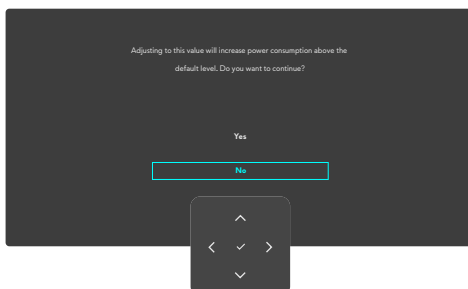 Adjusting to this value will increase power consumption above the
default level. Do you want to continue?
Yes
No